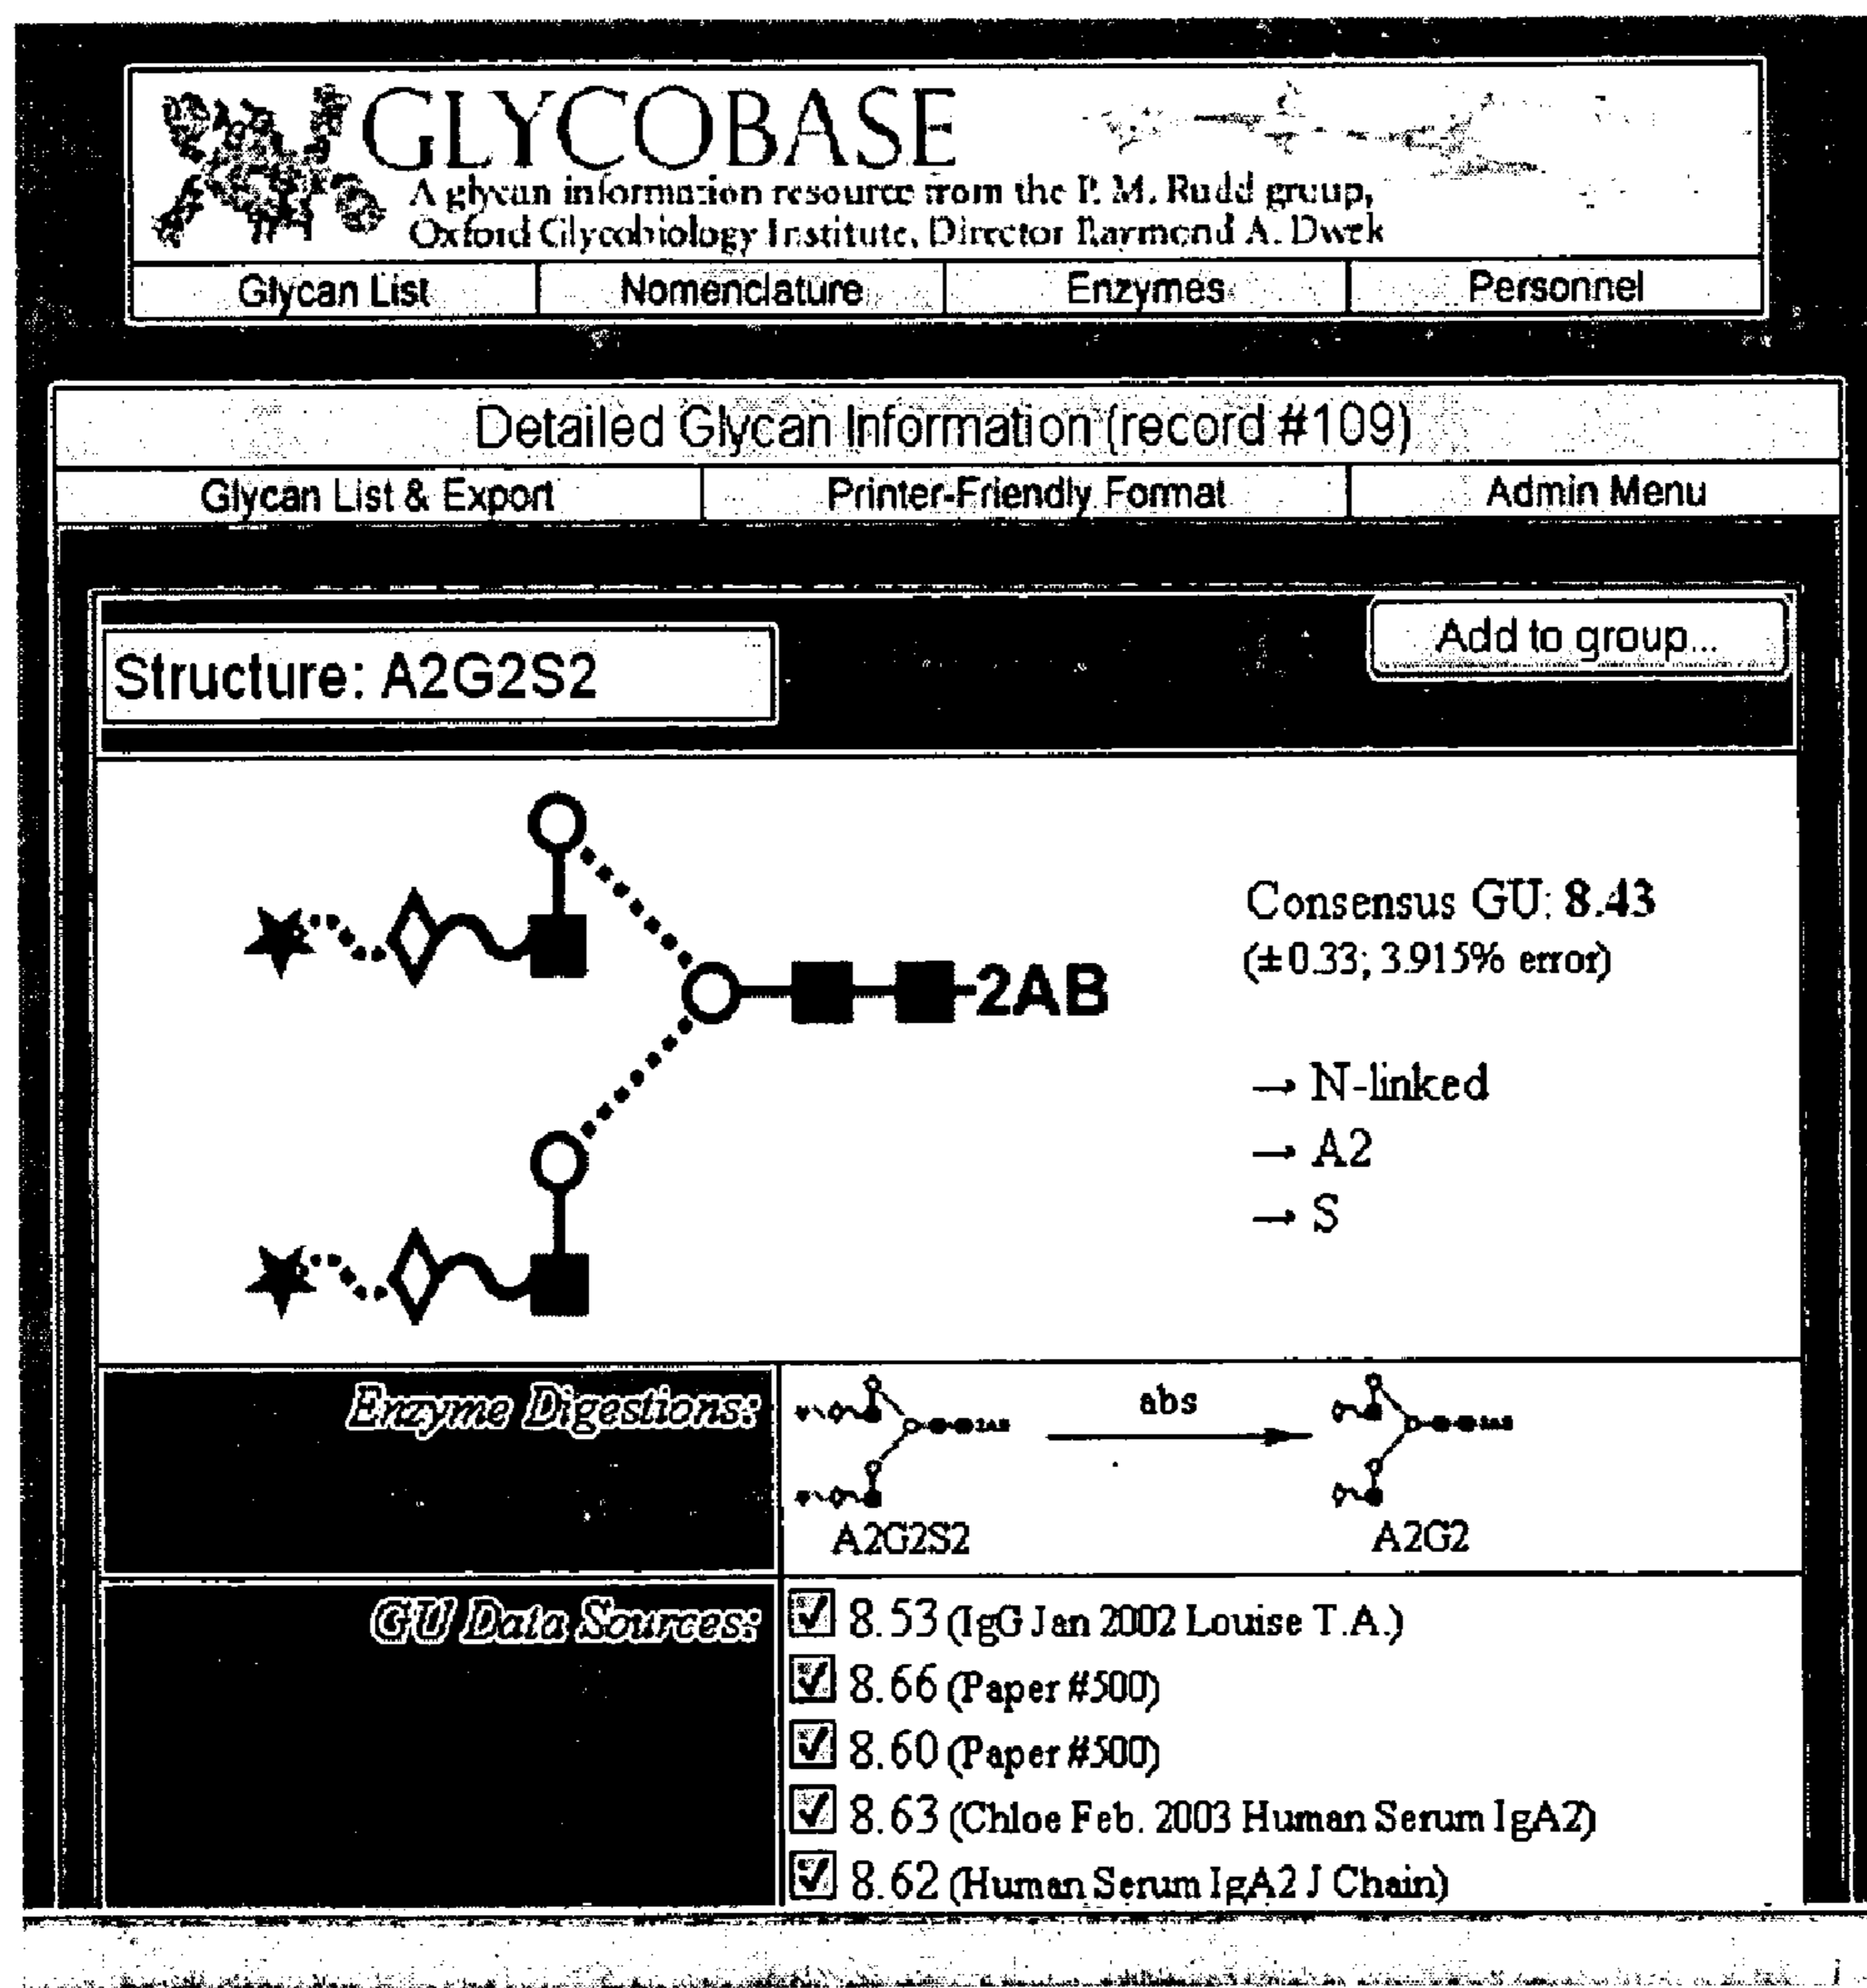 GLYCOBASE
A glycan information resource from the P. M. Rudd group,
Oxford Glycobiology Institute, Director Raymond A. Dwek
Glycan List Nomenclature Enzymes Personnel
Detailed Glycan Information (record #109)
Glycan List & Export Printer-Friendly Format Admin Menu
Add to group...
Structure: A2G2S2
Consensus GU: 8.43
(±0.33; 3.915% error)
2AB
→ N-linked
→ A2
→ S
Enzyme Digestions:
abs
2AB 2AB
A2G2S2 A2G2
GU Data Sources:
8.53 (IgG Jan 2002 Louise T.A.)
8.66 (Paper #500)
8.60 (Paper #500)
8.63 (Chloe Feb. 2003 Human Serum IgA2)
8.62 (Human Serum IgA2 J Chain)